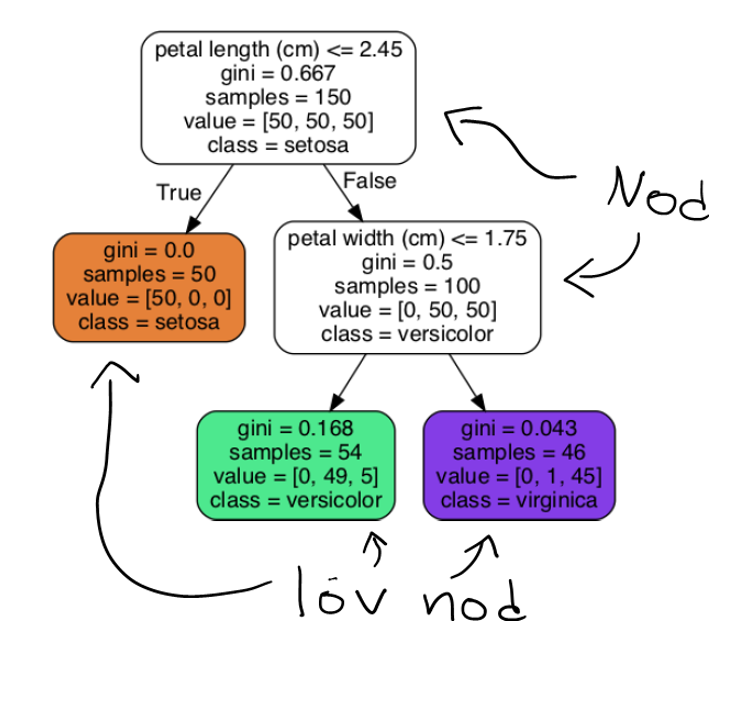 petal length (cm) <= 2.45
gini = 0.667
samples = 150
value = [50, 50, 50]
class = setosa
True
False
Nod
gini = 0.0
samples = 50
value = [50, 0, 0]
class = setosa
petal width (cm) <= 1.75
gini = 0.5
samples = 100
value = [0, 50, 50]
class = versicolor
gini = 0.168
samples = 54
value = [0, 49, 5]
class = versicolor
gini = 0.043
samples = 46
value = [0, 1, 45]
class = virginica
löv nod